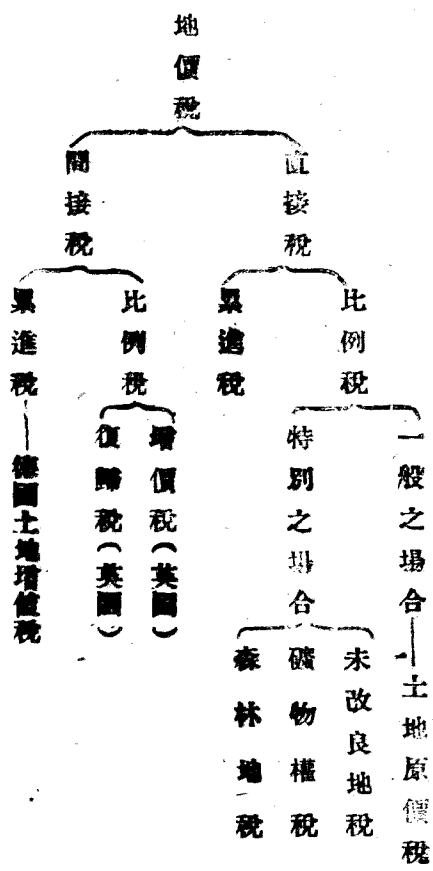 地價稅
直接稅
間接稅
比例稅
累進稅
比例稅
累進稅
一般之場合
特別之場合
增價稅(英國)
復歸稅(英國)
德國土地增值稅
土地原價稅
未改良地稅
礦物權稅
森林地稅